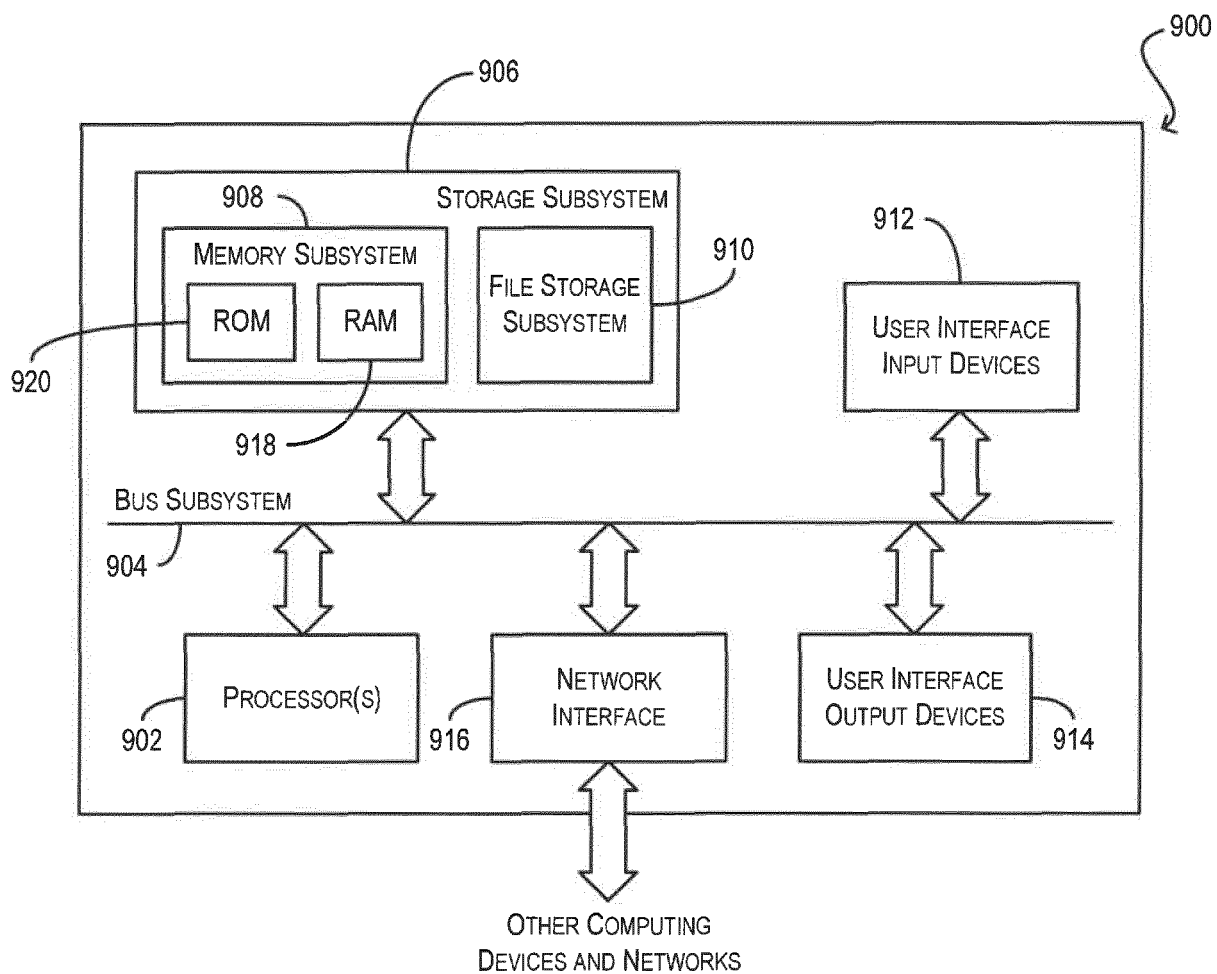 900
906
STORAGE SUBSYSTEM
908
MEMORY SUBSYSTEM
ROM
RAM
FILE STORAGE
SUBSYSTEM
910
912
USER INTERFACE
INPUT DEVICES
920
918
BUS SUBSYSTEM
904
PROCESSOR(S)
902
NETWORK
INTERFACE
916
USER INTERFACE
OUTPUT DEVICES
914
OTHER COMPUTING
DEVICES AND NETWORKS